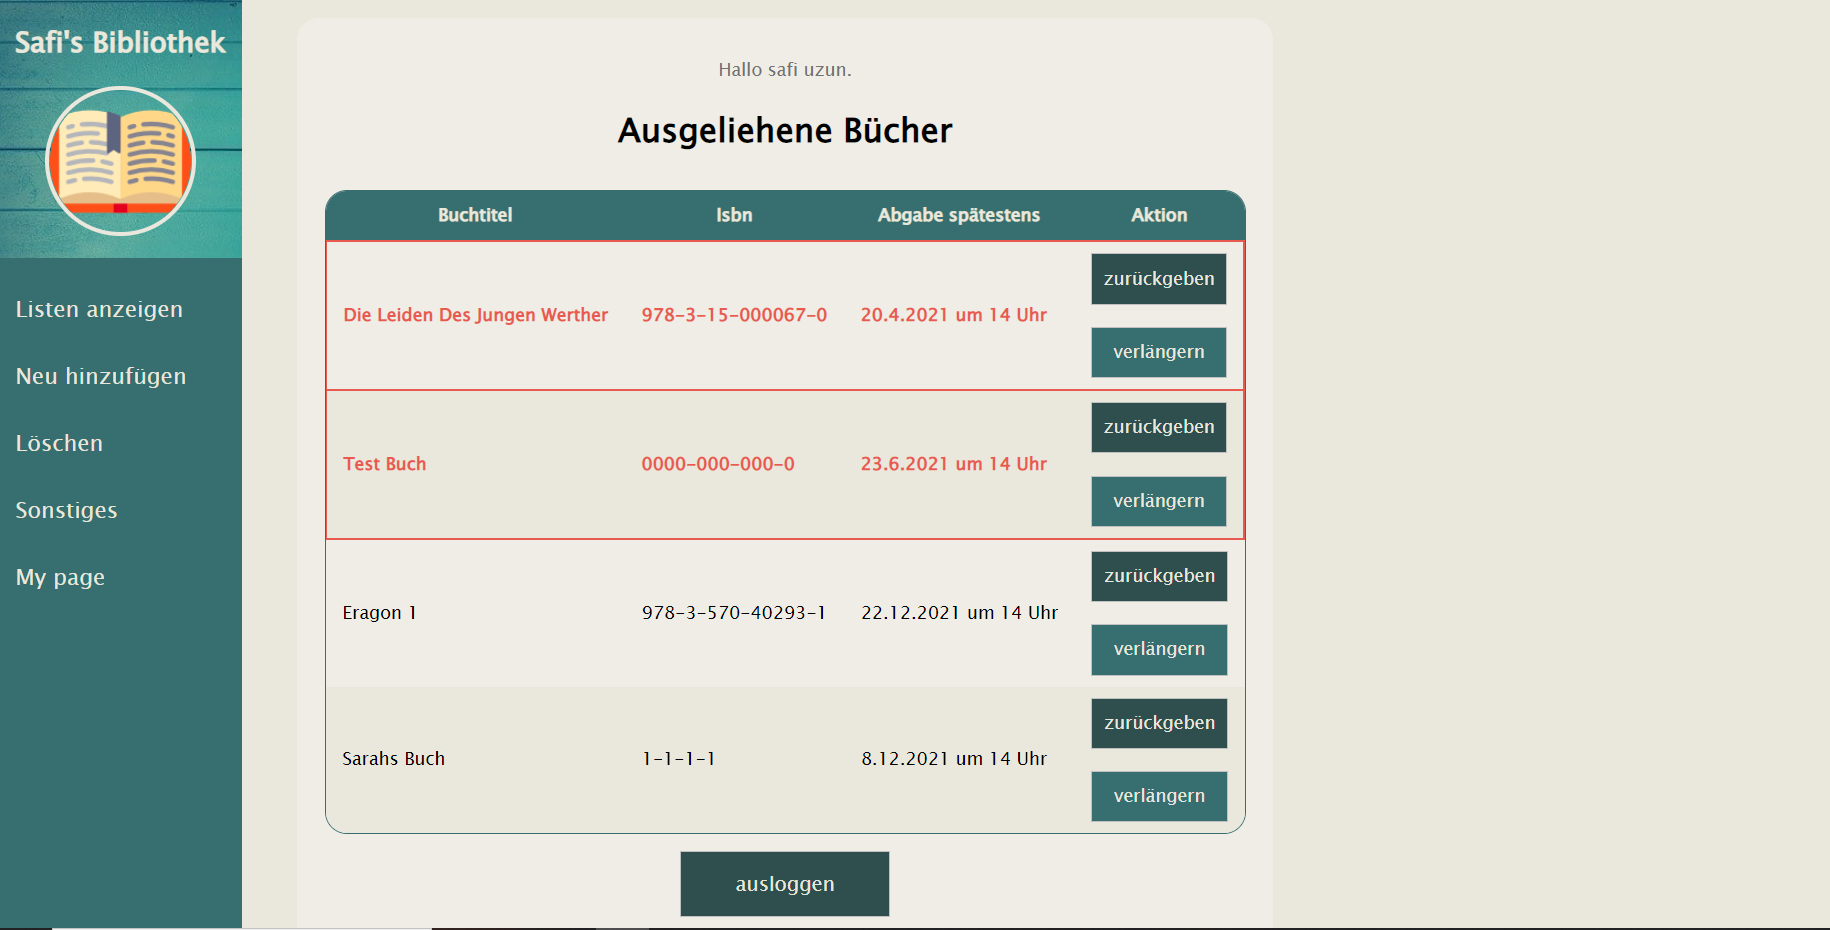 Safi's Bibliothek
Listen anzeigen
Neu hinzufügen
Löschen
Sonstiges
My page
Hallo safi uzun.
Ausgeliehene Bücher
Buchtitel Isbn Abgabe spätestens Aktion
Die Leiden Des Jungen Werther 978-3-15-000067-0 20.4.2021 um 14 Uhr zurückgeben
verlängern
Test Buch 0000-000-000-0 23.6.2021 um 14 Uhr zurückgeben
verlängern
Eragon 1 978-3-570-40293-1 22.12.2021 um 14 Uhr zurückgeben
verlängern
Sarahs Buch 1-1-1-1 8.12.2021 um 14 Uhr zurückgeben
verlängern
ausloggen